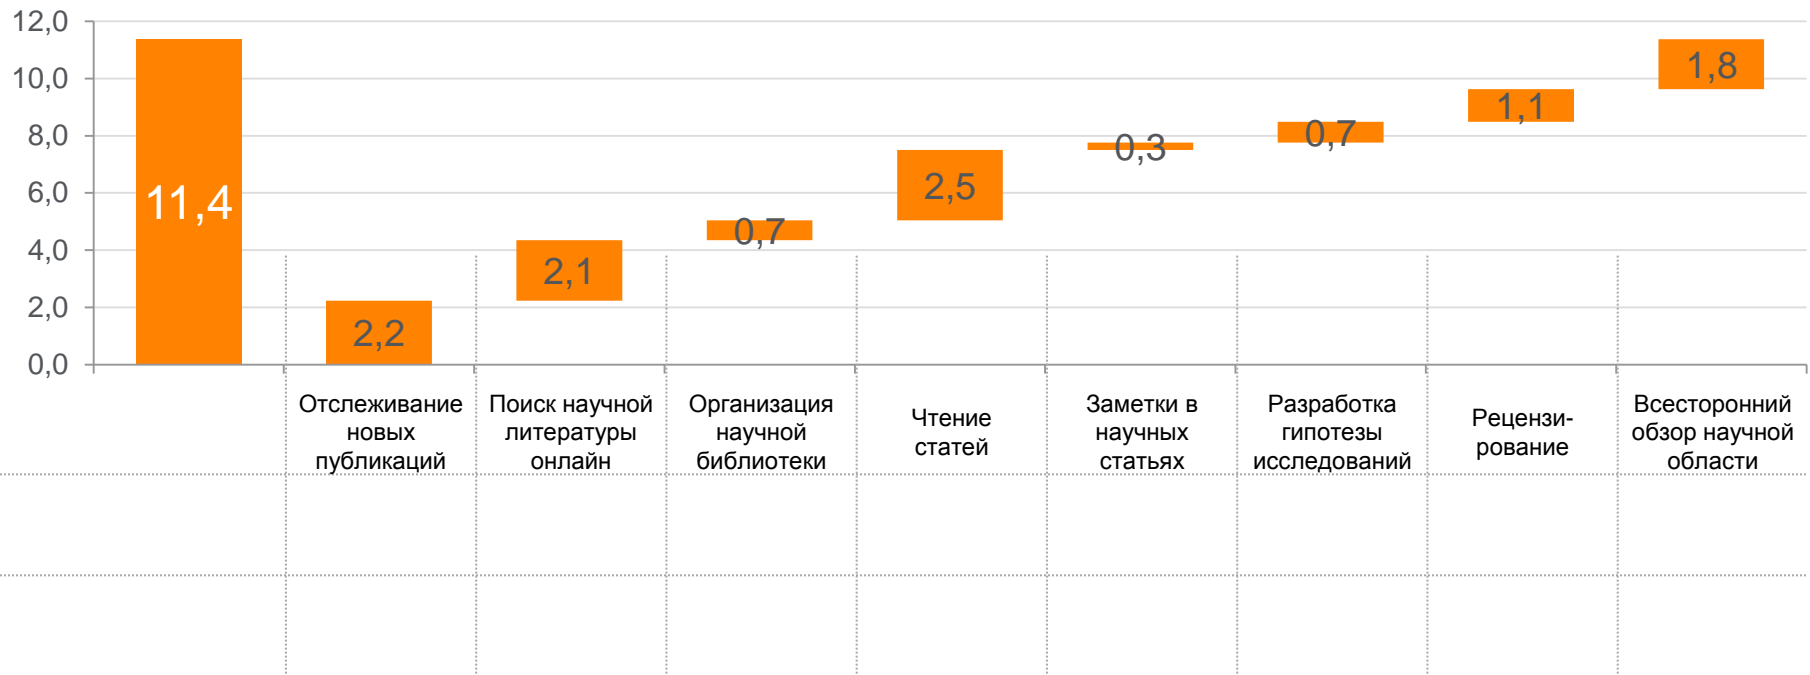 12,0
10,0
8,0
6,0
4,0
2,0
0,0
11,4
2,2
2,1
0,7
2,5
0,3
0,7
1,1
1,8
Отслеживание
новых
публикаций
Поиск научной
литературы
онлайн
Организация
научной
библиотеки
Чтение
статей
Заметки в
научных
статьях
Разработка
гипотезы
исследований
Рецензи-
рование
Всесторонний
обзор научной
области